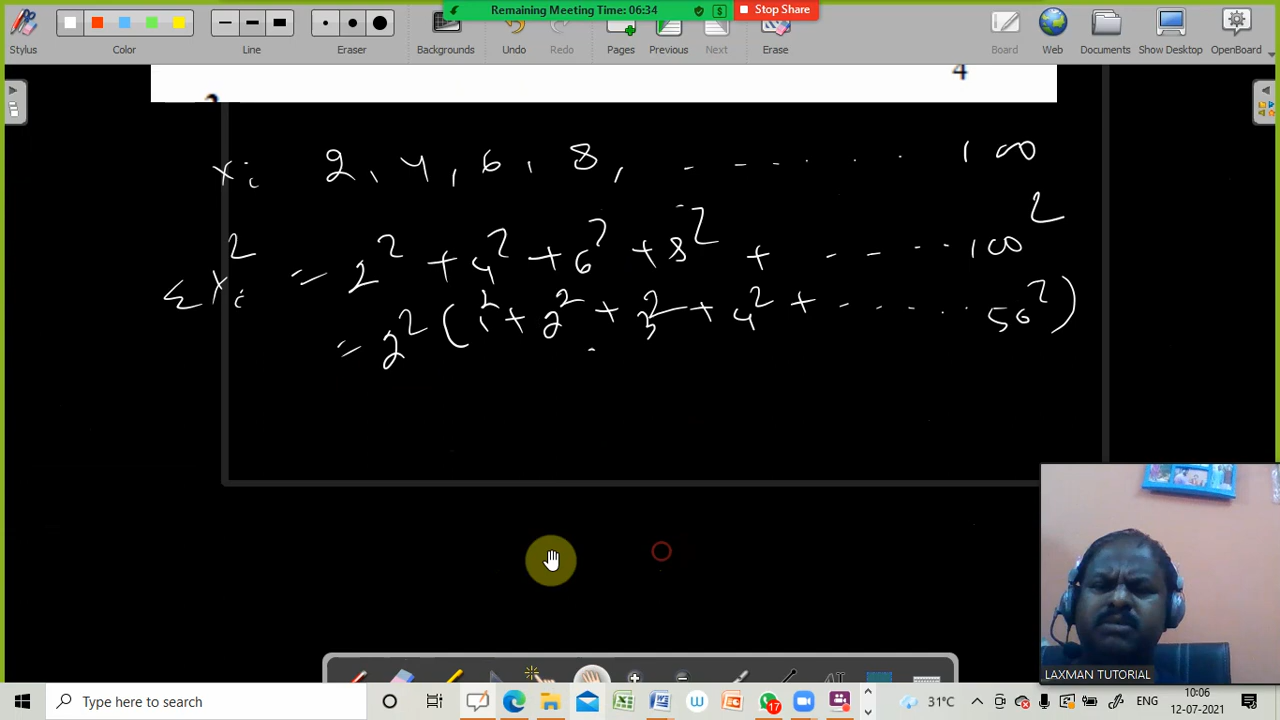 Remaining Meeting Time: 06:34 $ Stop Share
Stylus Color Line Eraser Backgrounds Undo Redo Pages Previous Next Erase Board Web Documents Show Desktop OpenBoard
4
xi 2, 4, 6, 8, - - - . . . . 100
Σxi² = 2² + 4² + 6² + 8² + - - - - . . 100²
= 2² (1² + 2² + 3² + 4² + - - . . . . 50²)
LAXMAN TUTORIAL
Type here to search 17 31°C ENG 10:06
12-07-2021